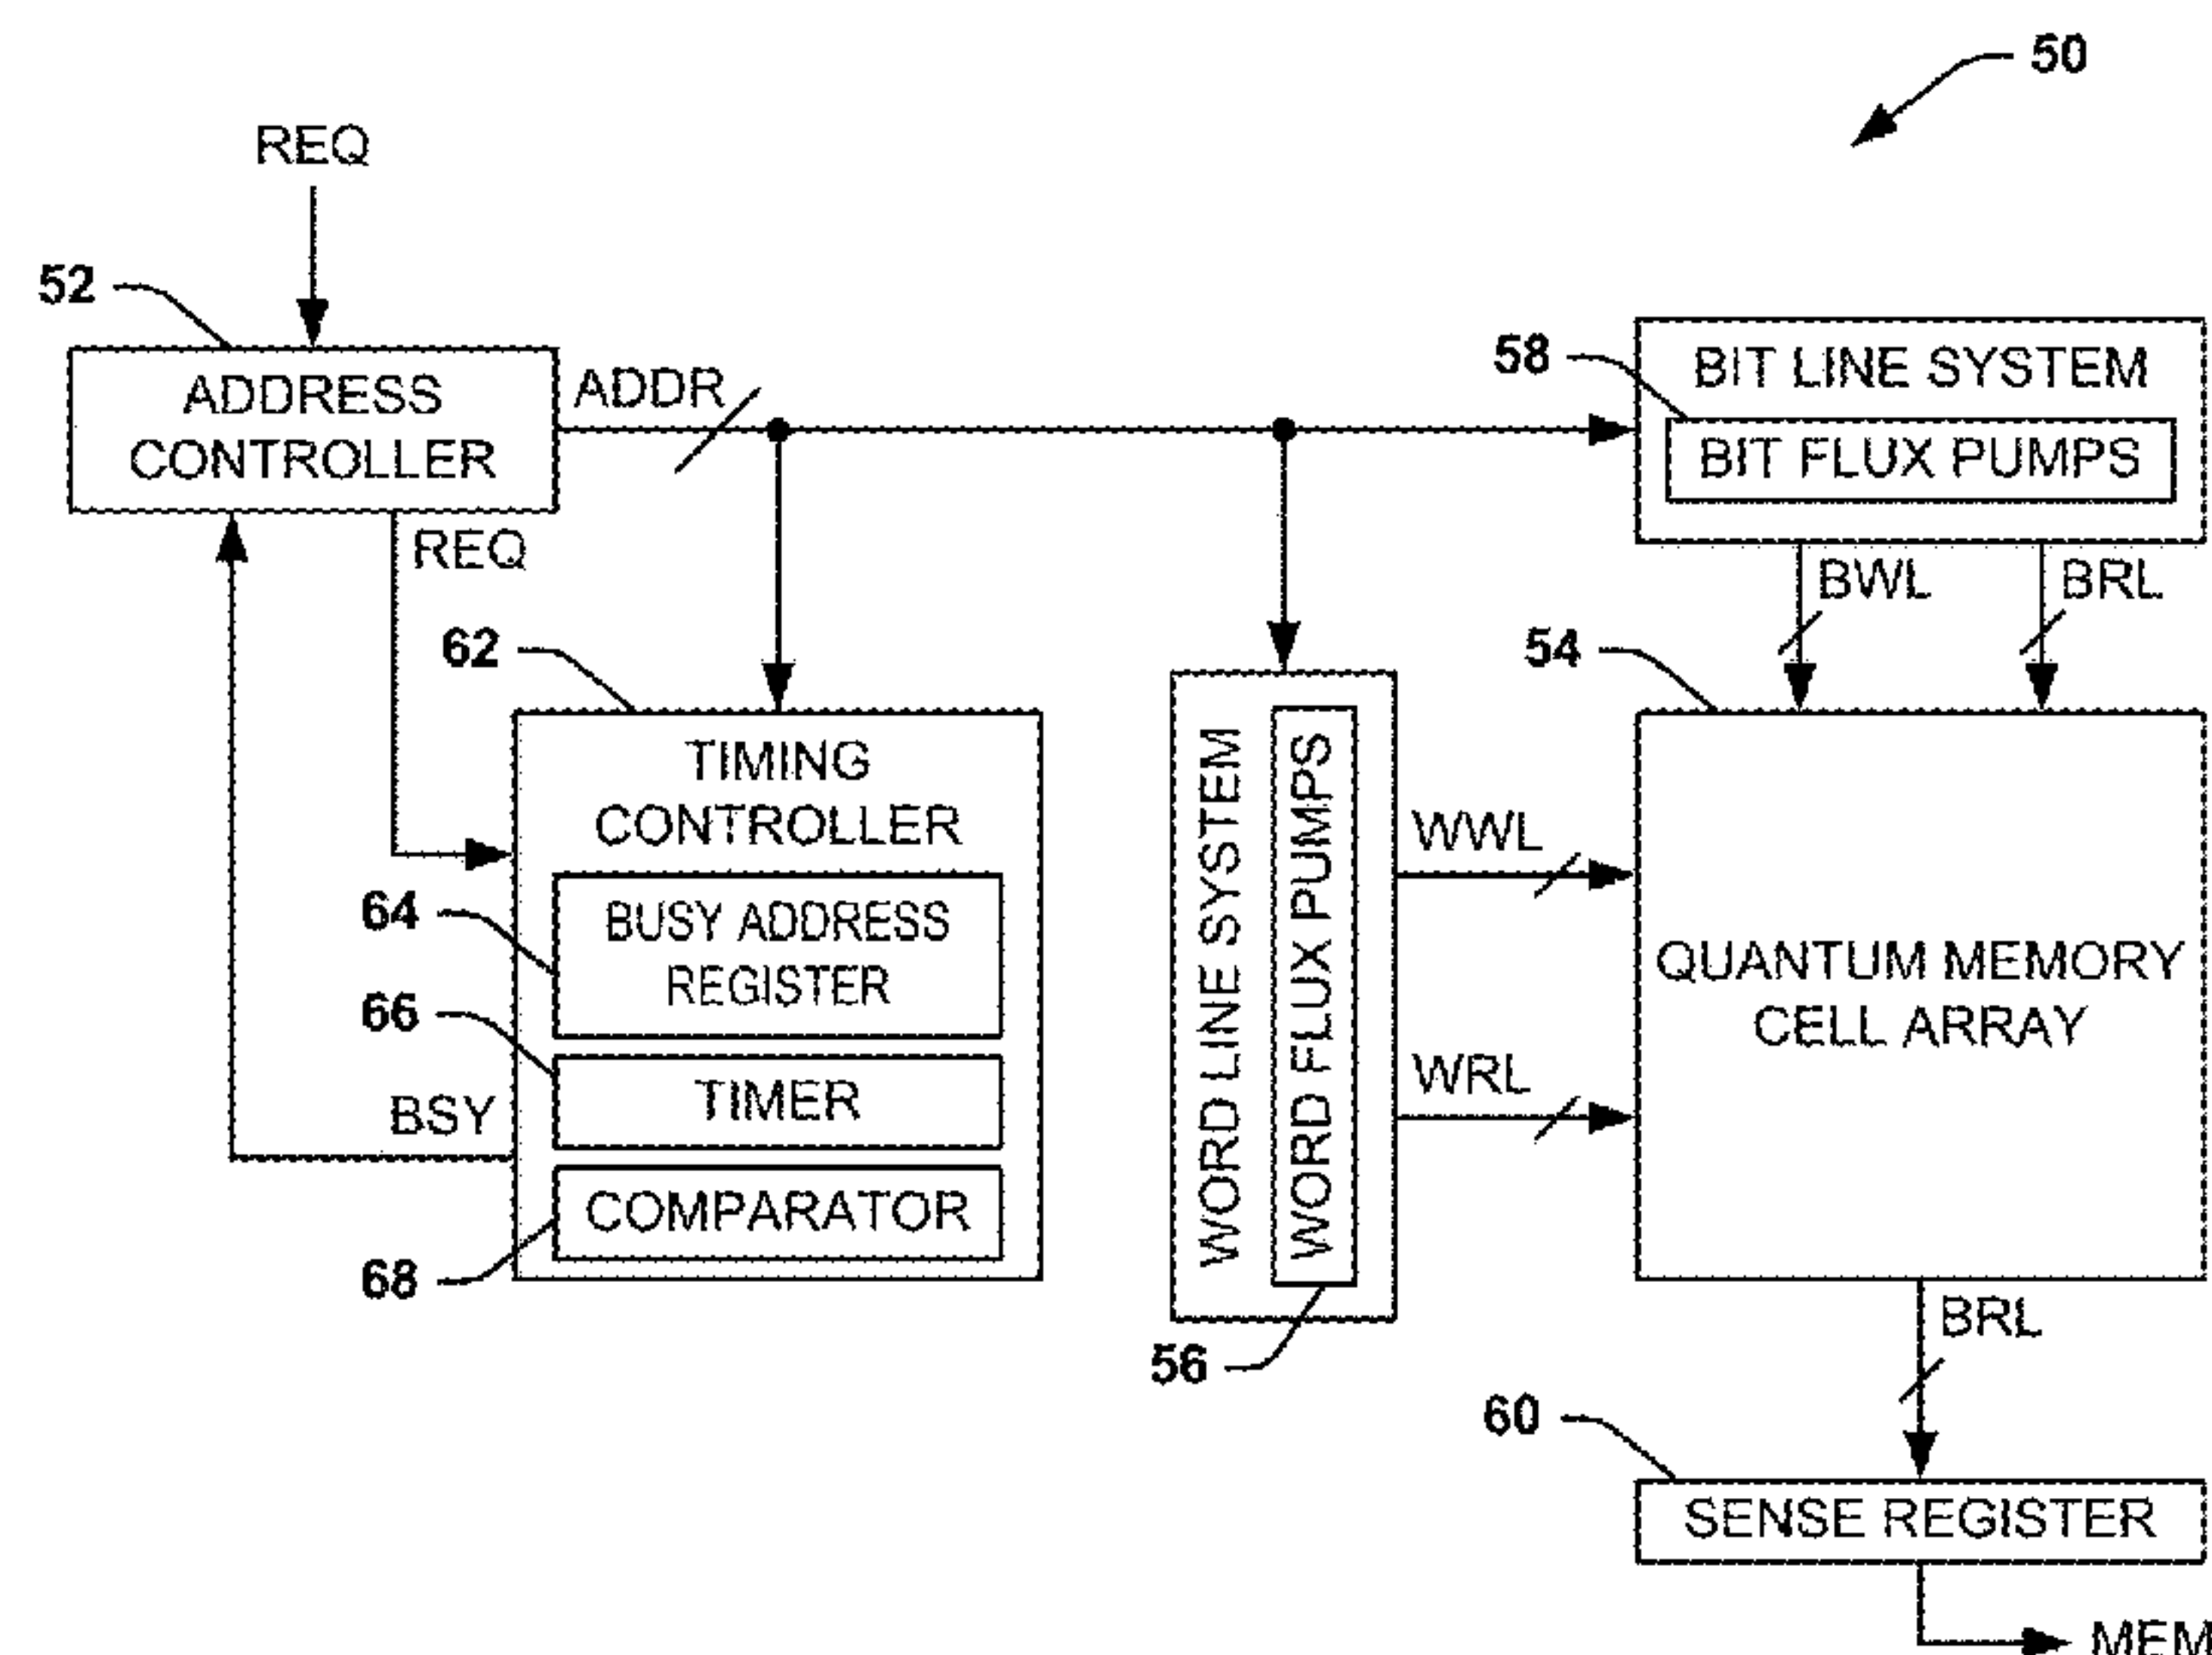 50
REQ
52
ADDRESS
CONTROLLER
ADDR
58
BIT LINE SYSTEM
BIT FLUX PUMPS
REQ
BWL
BRL
62
54
TIMING
CONTROLLER
WORD LINE SYSTEM
WORD FLUX PUMPS
WWL
64
BUSY ADDRESS
REGISTER
QUANTUM MEMORY
CELL ARRAY
66
TIMER
WRL
BSY
COMPARATOR
68
56
BRL
60
SENSE REGISTER
MEM